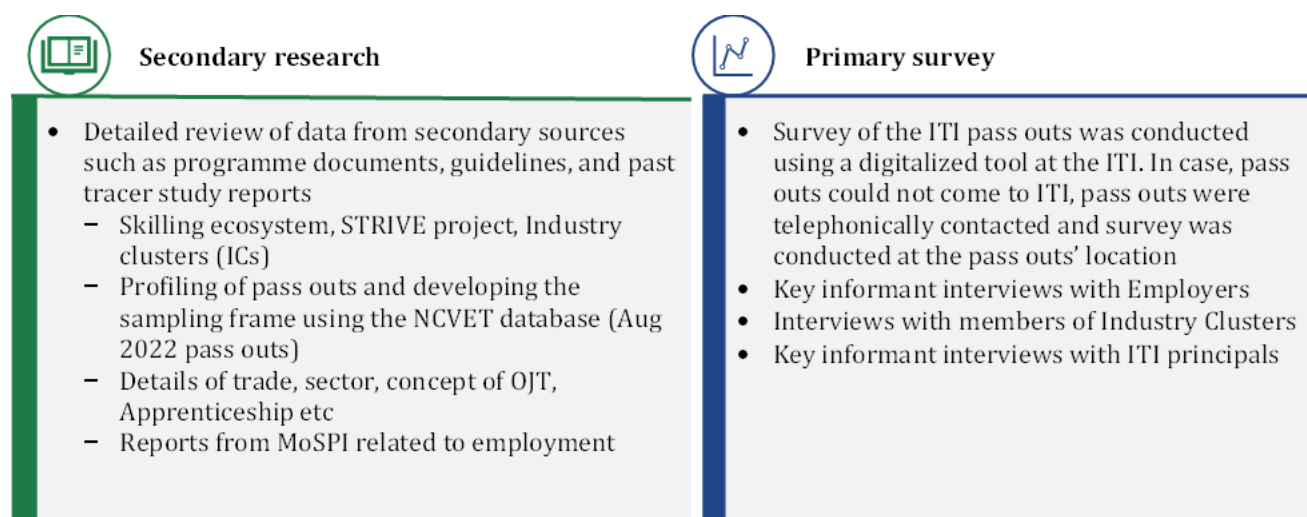 Secondary research
• Detailed review of data from secondary sources
such as programme documents, guidelines, and past
tracer study reports
− Skilling ecosystem, STRIVE project, Industry
clusters (ICs)
− Profiling of pass outs and developing the
sampling frame using the NCVET database (Aug
2022 pass outs)
− Details of trade, sector, concept of OJT,
Apprenticeship etc
− Reports from MoSPI related to employment
Primary survey
• Survey of the ITI pass outs was conducted
using a digitalized tool at the ITI. In case, pass
outs could not come to ITI, pass outs were
telephonically contacted and survey was
conducted at the pass outs’ location
• Key informant interviews with Employers
• Interviews with members of Industry Clusters
• Key informant interviews with ITI principals